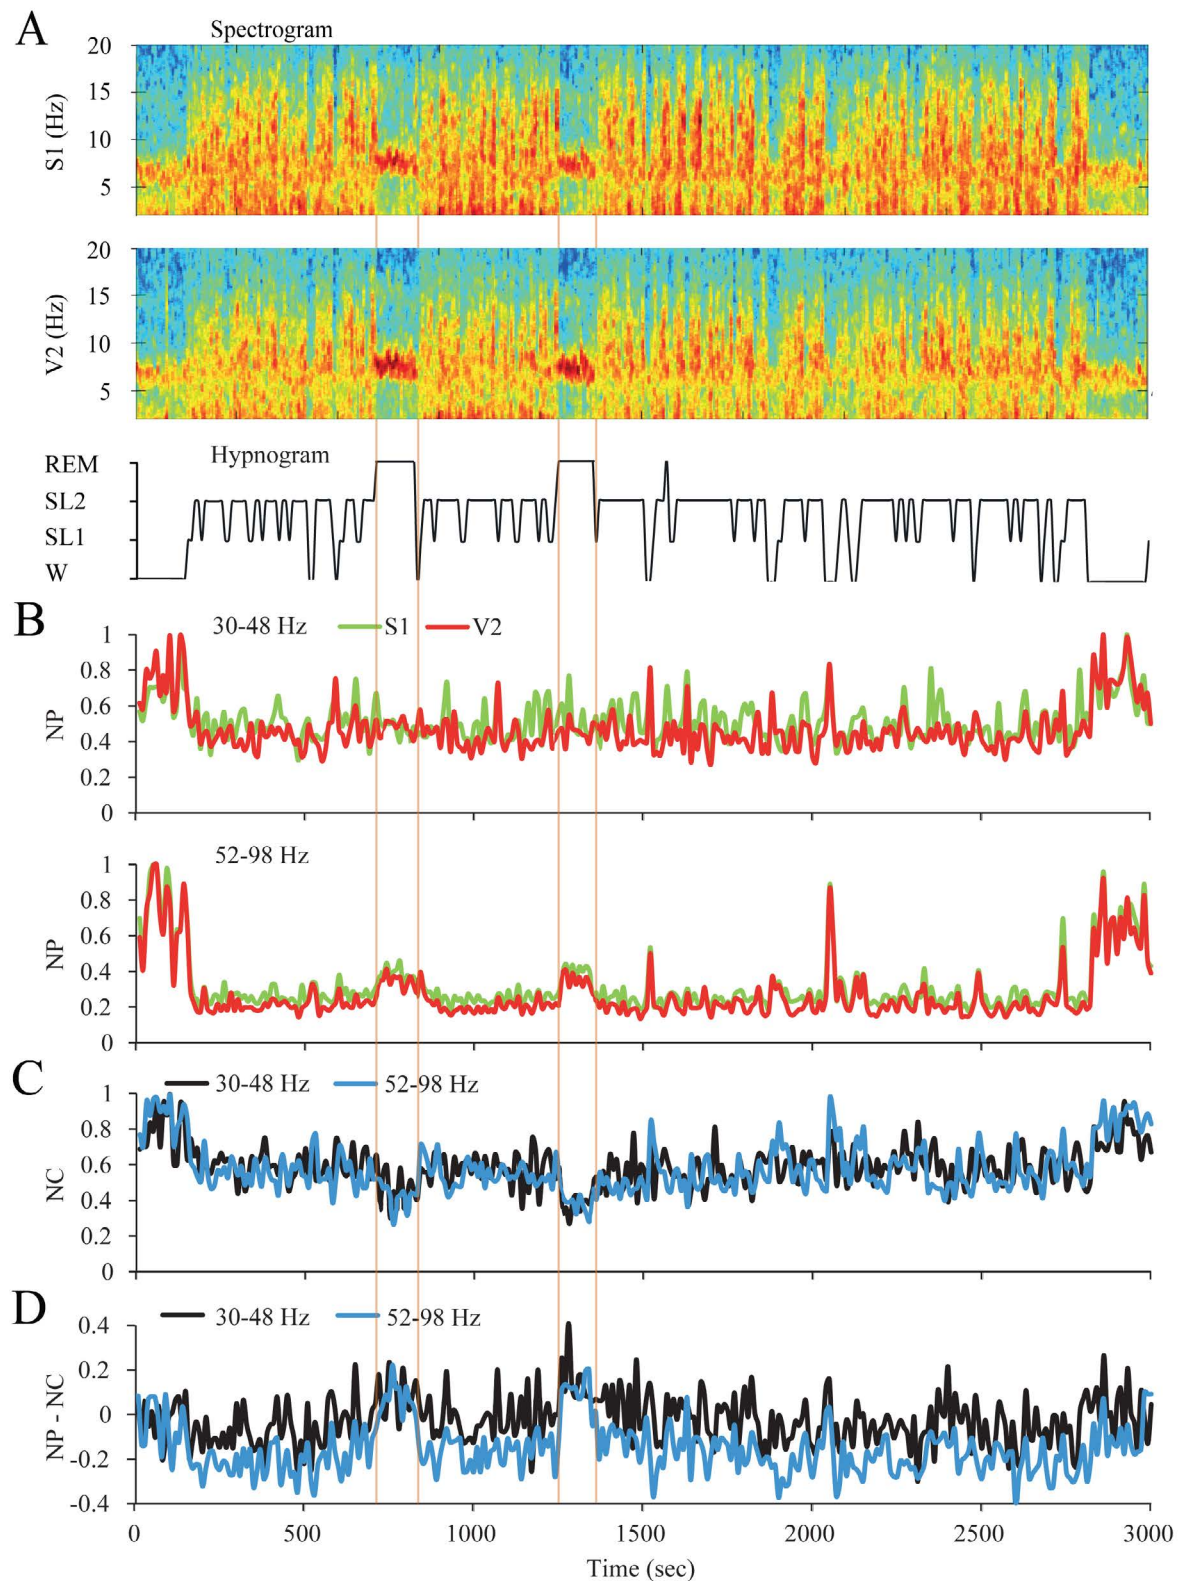 A
Spectrogram
20
15
10
5
S1 (Hz)
20
15
10
5
V2 (Hz)
Hypnogram
REM
SL2
SL1
W
B
30-48 Hz S1 V2
1
0.8
0.6
0.4
0.2
0
NP
52-98 Hz
1
0.8
0.6
0.4
0.2
0
NP
C
30-48 Hz 52-98 Hz
1
0.8
0.6
0.4
0.2
0
NC
D
30-48 Hz 52-98 Hz
0.4
0.2
0
-0.2
-0.4
NP - NC
0 500 1000 1500 2000 2500 3000
Time (sec)